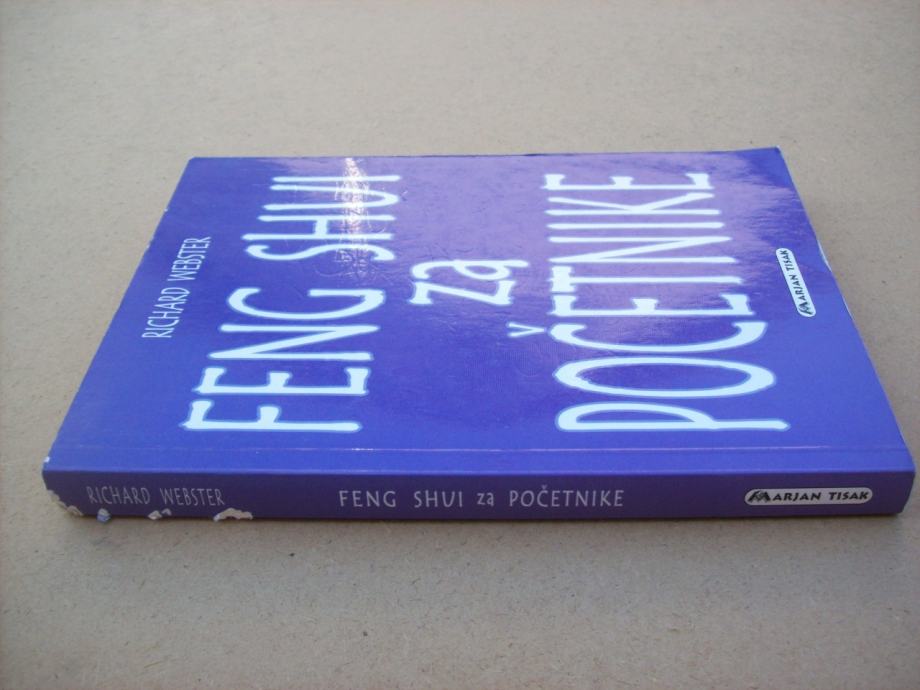 RICHARD WEBSTER
FENG SHUI
za
POČETNIKE
MARJAN TISAK
RICHARD WEBSTER FENG SHUI za POČETNIKE MARJAN TISAK